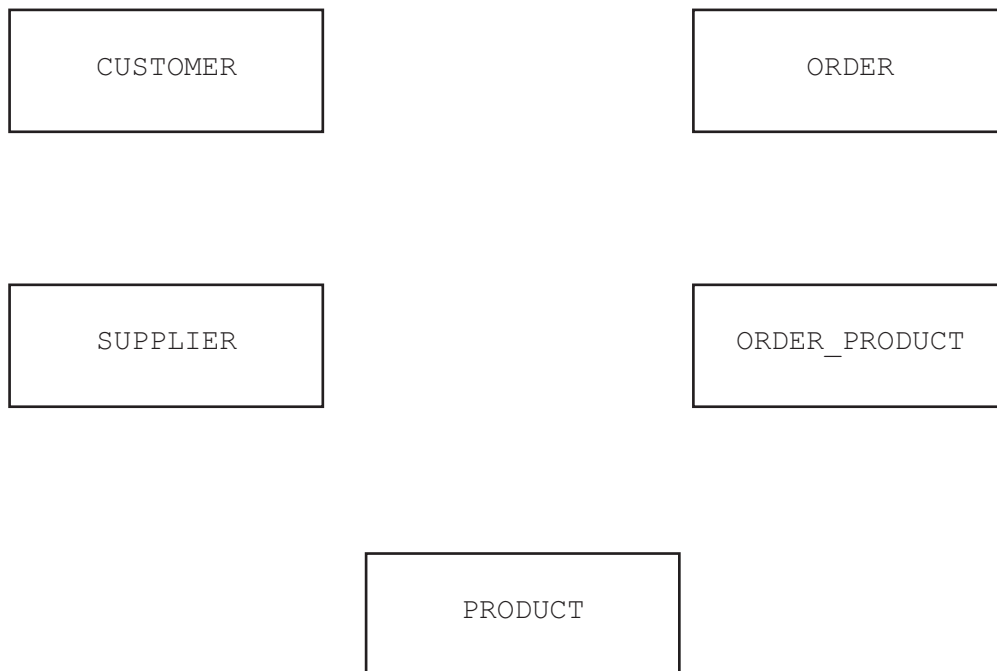 CUSTOMER
ORDER
SUPPLIER
ORDER_PRODUCT
PRODUCT